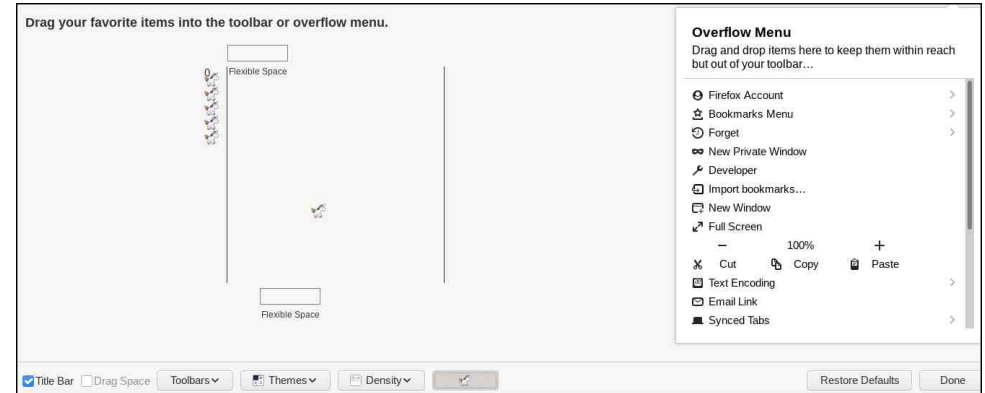 Drag your favorite items into the toolbar or overflow menu.
0
Flexible Space
Flexible Space
Overflow Menu
Drag and drop items here to keep them within reach
but out of your toolbar…
Firefox Account
Bookmarks Menu
Forget
New Private Window
Developer
Import bookmarks…
New Window
Full Screen
− 100% +
Cut Copy Paste
Text Encoding
Email Link
Synced Tabs
Title Bar Drag Space Toolbars Themes Density Restore Defaults Done